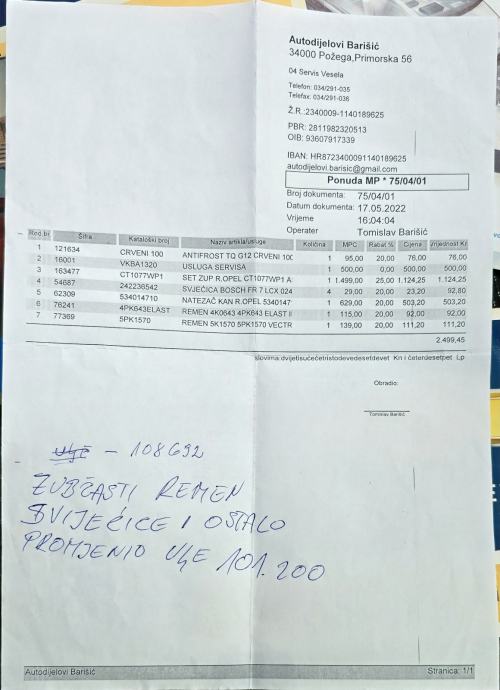 Autodijelovi Barišić
34000 Požega,Primorska 56
04 Servis Vesela
Telefon: 034/291-035
Telefax: 034/291-036
Ž.R.:2340009-1140189625
PBR: 2811982320513
OIB: 93607917339
IBAN: HR8723400091140189625
autodijelovi.barisic@gmail.com
Ponuda MP * 75/04/01
Broj dokumenta: 75/04/01
Datum dokumenta: 17.05.2022
Vrijeme 16:04:04
Operater Tomislav Barišić
Red.br Šifra Kataloški broj Naziv artikla/usluge Količina MPC Rabat % Cijena Vrijednost Kn
1 121634 CRVENI 100 ANTIFROST TQ G12 CRVENI 100 1 95,00 20,00 76,00 76,00
2 16001 VKBA1320 USLUGA SERVISA 1 500,00 0,00 500,00 500,00
3 163477 CT1077WP1 SET ZUP R.OPEL CT1077WP1 A 1 1.499,00 25,00 1.124,25 1.124,25
4 54687 242236542 SVJEĆICA BOSCH FR 7 LCX 024 4 29,00 20,00 23,20 92,80
5 62309 534014710 NATEZAČ KAN R.OPEL 5340147 1 629,00 20,00 503,20 503,20
6 76241 4PK643ELAST REMEN 4K0643 4PK643 ELAST 1 115,00 20,00 92,00 92,00
7 77369 5PK1570 REMEN 5K1570 5PK1570 VECTR 1 139,00 20,00 111,20 111,20
2.499,45
slovima:dvijetisućečetristodevedesetdevet Kn i četerdesetpet Lp
Obradio:
Tomislav Barišić
ulje - 108692
ZUBČASTI REMEN
SVIJEĆICE I OSTALO
PROMJENIO ULJE 101.200
Autodijelovi Barišić
Stranica: 1/1